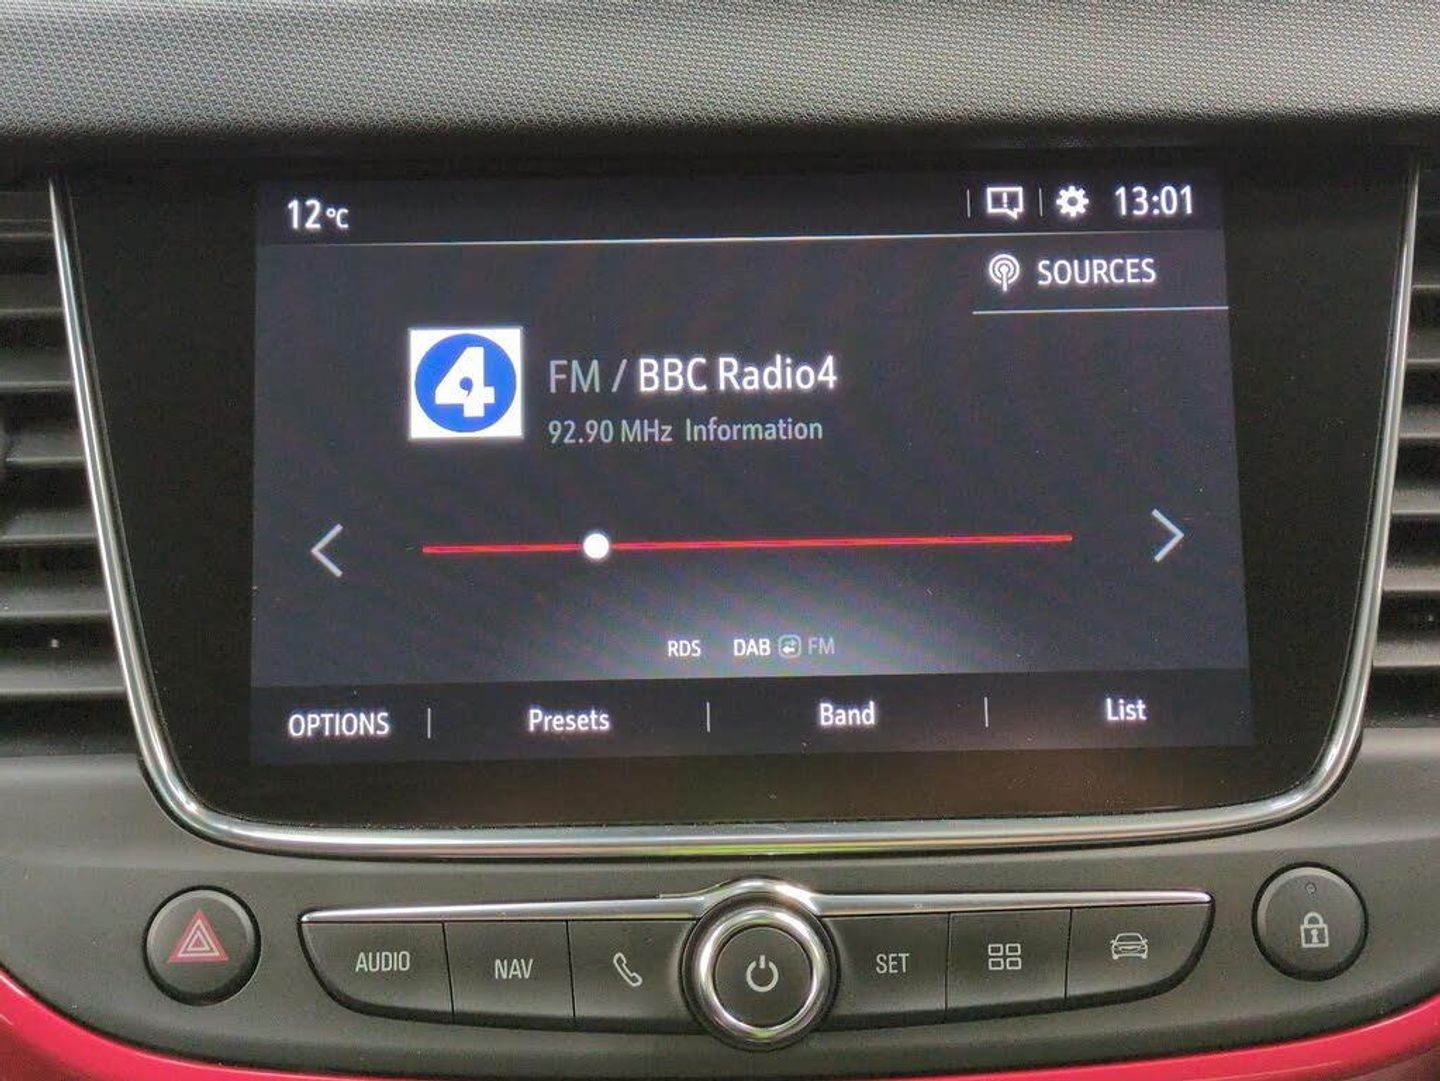 12°C
13:01
SOURCES
4
FM / BBC Radio4
92.90 MHz Information
RDS DAB FM
OPTIONS | Presets | Band | List
AUDIO NAV SET